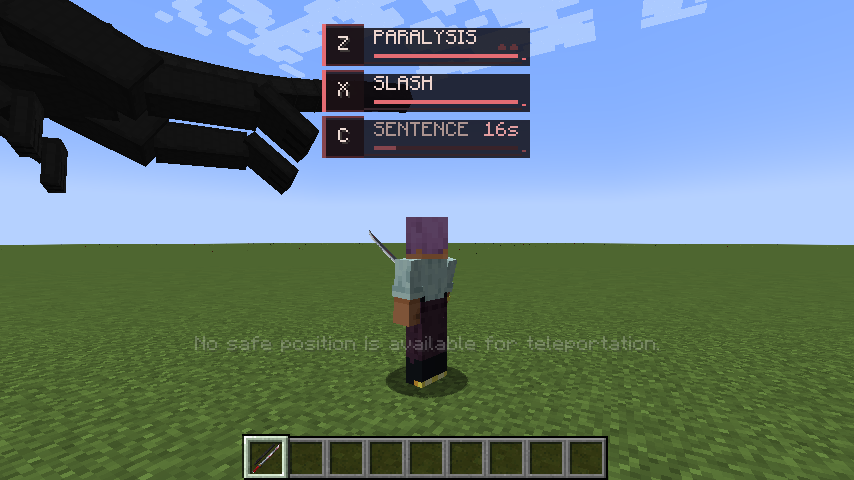 Z PARALYSIS
X SLASH
C SENTENCE 16s
No safe position is available for teleportation.